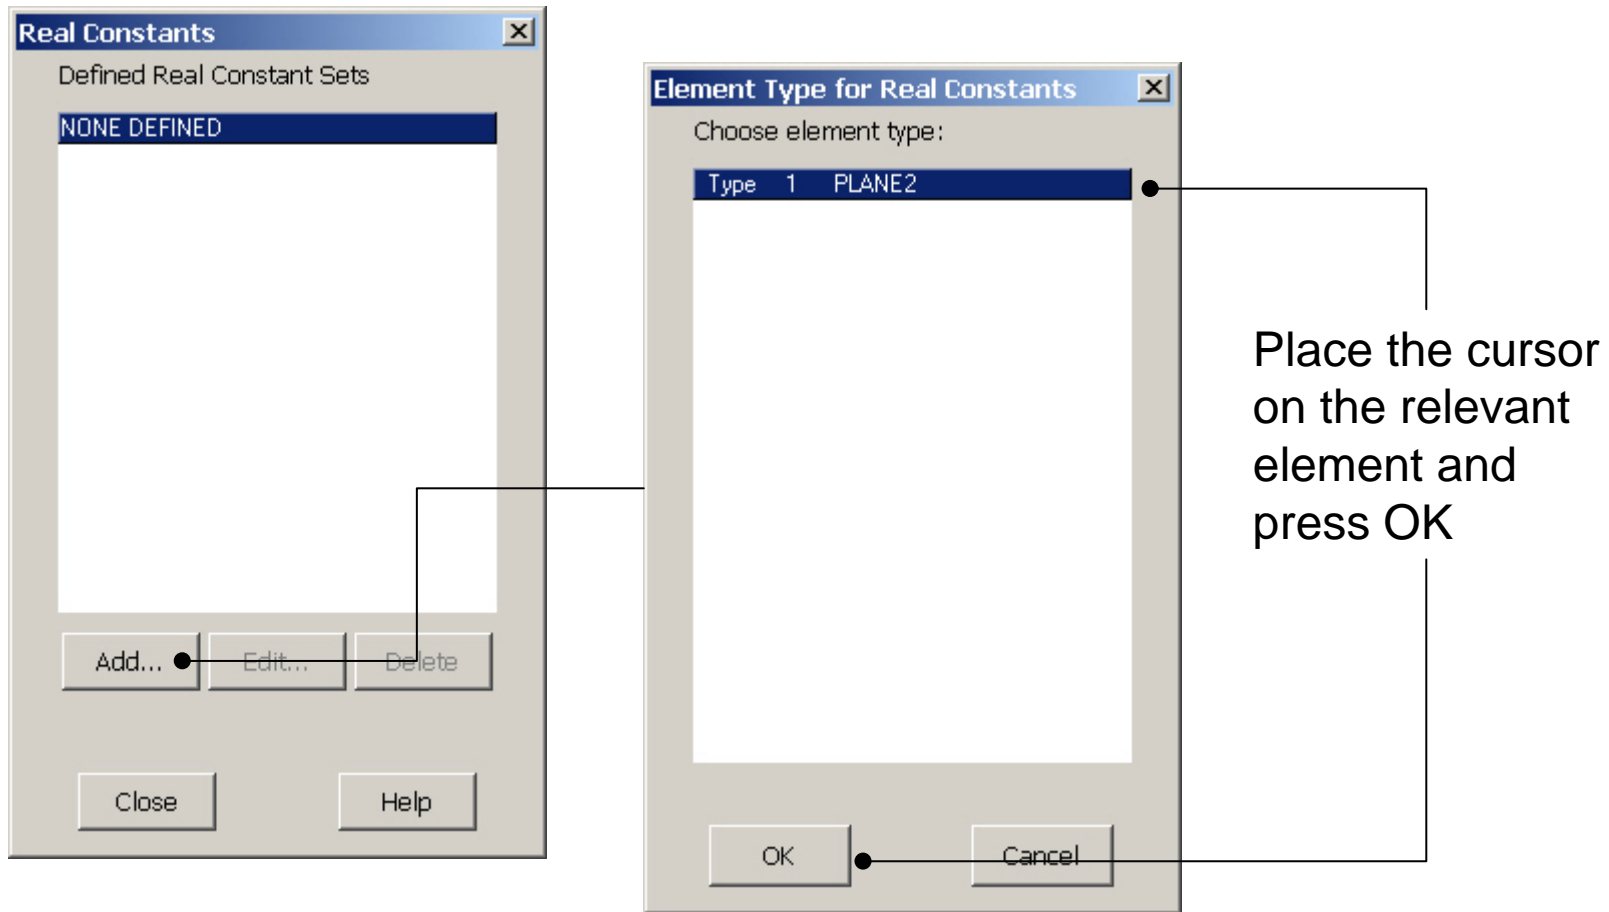 Real Constants
Defined Real Constant Sets
NONE DEFINED
Add...
Edit...
Delete
Close
Help
Element Type for Real Constants
Choose element type:
Type 1 PLANE2
OK
Cancel
Place the cursor
on the relevant
element and
press OK